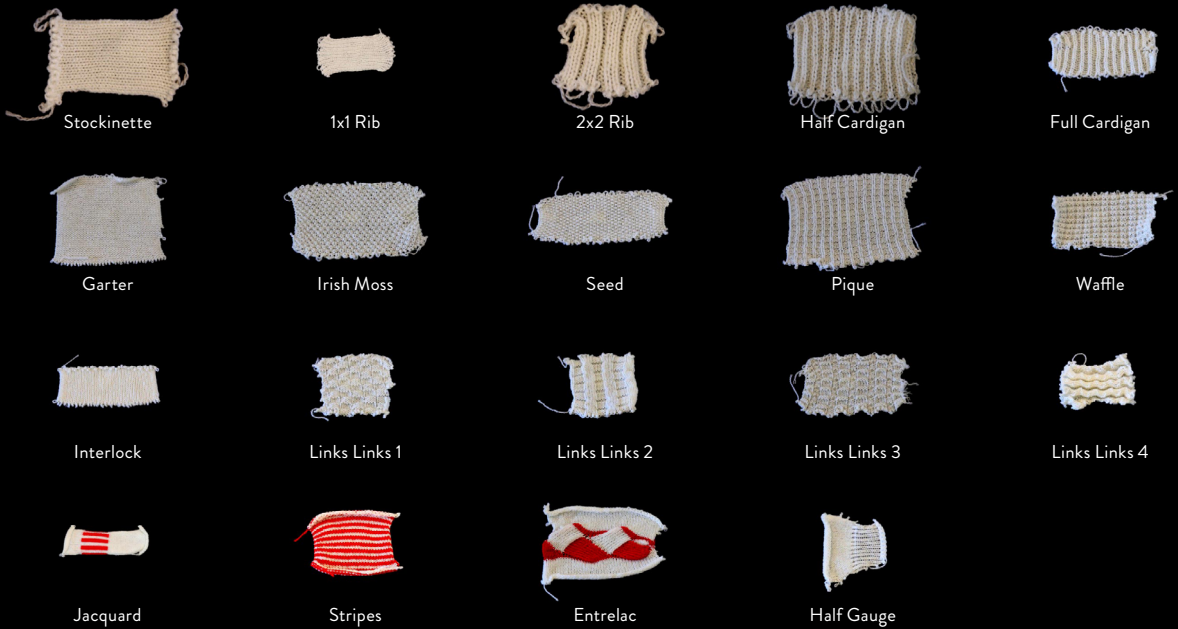 Stockinette
1x1 Rib
2x2 Rib
Half Cardigan
Full Cardigan
Garter
Irish Moss
Seed
Pique
Waffle
Interlock
Links Links 1
Links Links 2
Links Links 3
Links Links 4
Jacquard
Stripes
Entrelac
Half Gauge